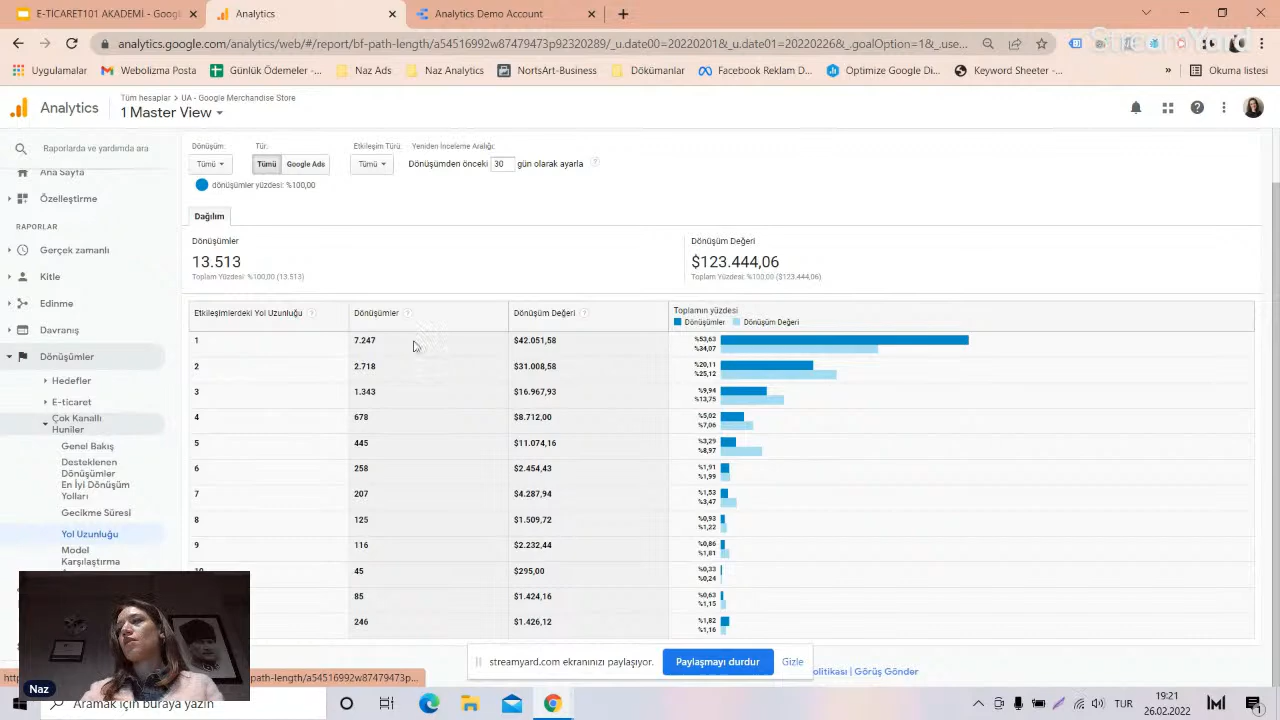 E-TİCARET101 AKADEMİ - Google
Analytics
Analytics Demo Account
analytics.google.com/analytics/web/#/report/bf-path-length/a54516992w87479473p92320289/_u.date00=20220201&_u.date01=20220226&_goalOption=1&_use...
StreamYard
Uygulamalar
Webolizma Posta
Günlük Ödemeler -...
Naz Ads
Naz Analytics
NortsArt-Business
Dökümanlar
Facebook Reklam D...
Optimize Google Di...
Keyword Sheeter -...
»
Okuma listesi
Analytics
Tüm hesaplar > UA - Google Merchandise Store
1 Master View
Raporlarda ve yardımda ara
Ana Sayfa
Özelleştirme
RAPORLAR
Gerçek zamanlı
Kitle
Edinme
Davranış
Dönüşümler
Hedefler
E-ticaret
Çok Kanallı
Huniler
Genel Bakış
Desteklenen
Dönüşümler
En İyi Dönüşüm
Yolları
Gecikme Süresi
Yol Uzunluğu
Model
Karşılaştırma
Dönüşüm:
Tür:
Etkileşim Türü:
Yeniden İnceleme Aralığı:
Tümü
Tümü
Google Ads
Tümü
Dönüşümden önceki 30 gün olarak ayarla
dönüşümler yüzdesi: %100,00
Dağılım
Dönüşümler
13.513
Toplam Yüzdesi: %100,00 (13.513)
Dönüşüm Değeri
$123.444,06
Toplam Yüzdesi: %100,00 ($123.444,06)
Etkileşimlerdeki Yol Uzunluğu
Dönüşümler
Dönüşüm Değeri
Toplamın yüzdesi
Dönüşümler Dönüşüm Değeri
1 7.247 $42.051,58 %53,63
%34,07
2 2.718 $31.008,58 %20,11
%25,12
3 1.343 $16.967,93 %9,94
%13,75
4 678 $8.712,00 %5,02
%7,06
5 445 $11.074,16 %3,29
%8,97
6 258 $2.454,43 %1,91
%1,99
7 207 $4.287,94 %1,53
%3,47
8 125 $1.509,72 %0,93
%1,22
9 116 $2.232,44 %0,86
%1,81
10 45 $295,00 %0,33
%0,24
85 $1.424,16 %0,63
%1,15
246 $1.426,12 %1,82
%1,16
streamyard.com ekranınızı paylaşıyor.
Paylaşmayı durdur
Gizle
olitikası | Görüş Gönder
path-length/a54516992w87479473p...
Naz
Aramak için buraya yazın
TUR
19:21
26.02.2022